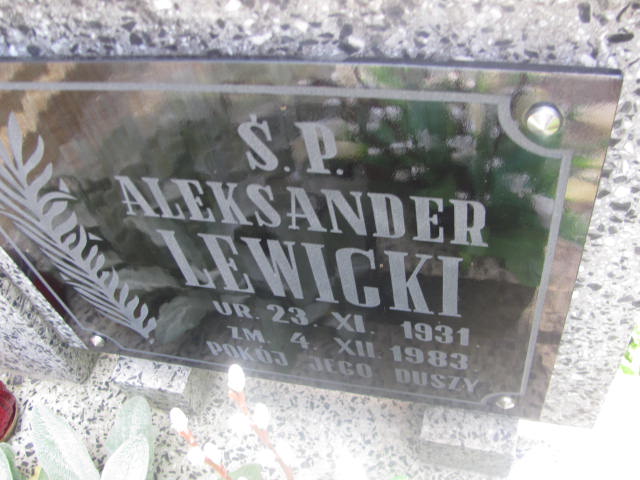 Ś. P.
ALEKSANDER
LEWICKI
UR. 23. XI. 1931.
ZM. 4. XII. 1983.
POKÓJ JEGO DUSZY